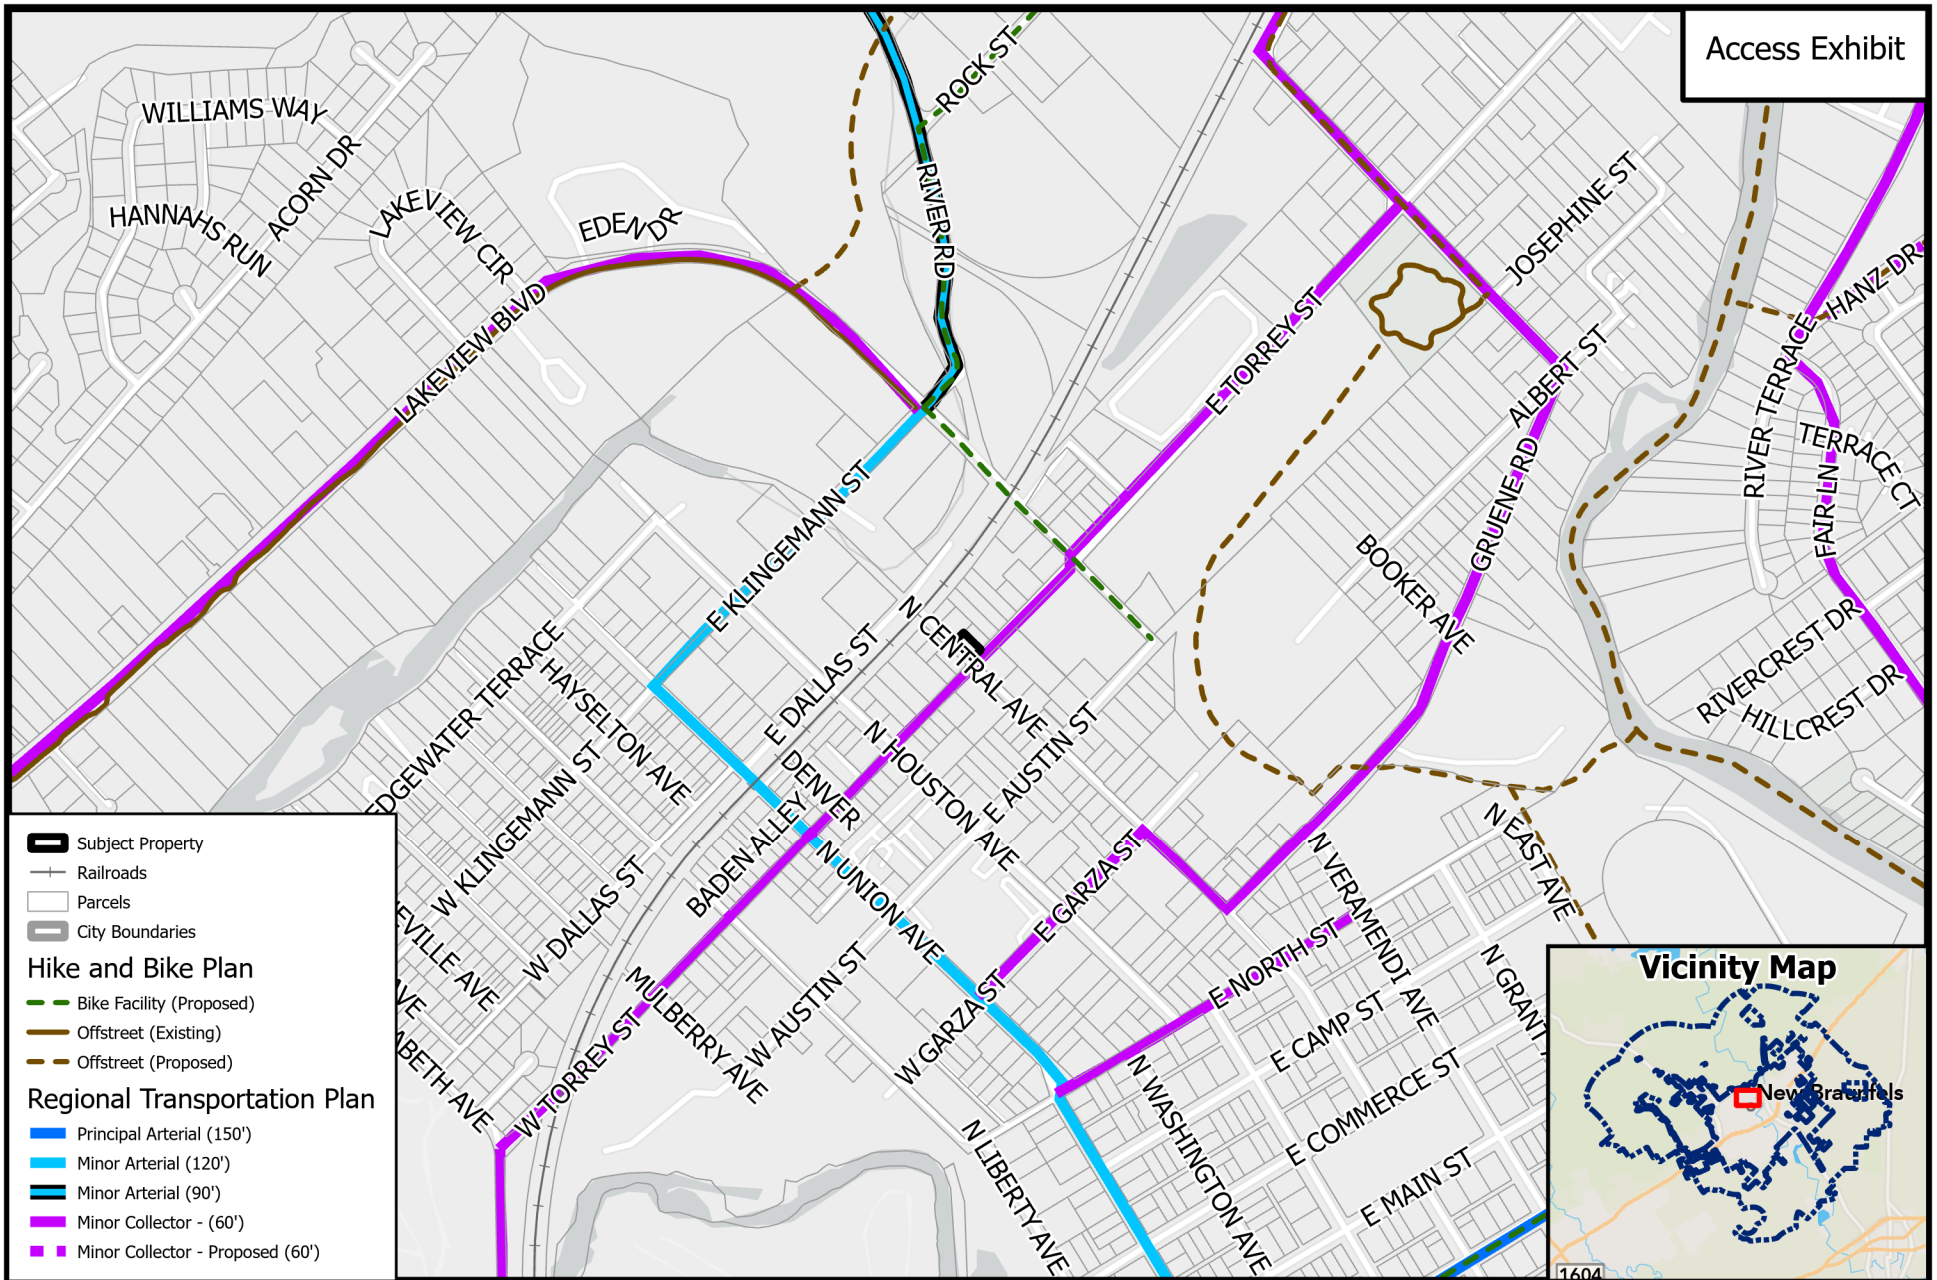 Access Exhibit
ROCK ST
WILLIAMS WAY
ACORN DR
HANNAHS RUN
LAKEVIEW CIR
EDEN DR
RIVER RD
JOSEPHINE ST
HANZ DR
LAKEVIEW BLVD
E TORREY ST
ALBERT ST
RIVER TERRACE
TERRACE CT
FAIR LN
GRUENE RD
E KLINGEMANN ST
BOOKER AVE
N CENTRAL AVE
RIVERCREST DR
HILLCREST DR
EDGEWATER TERRACE
HAYSELTON AVE
E DALLAS ST
N HOUSTON AVE
E AUSTIN ST
DENVER
BADEN ALLEY
W KLINGEMANN ST
W DALLAS ST
N UNION AVE
E GARZA ST
N VERAMENDI AVE
N EAST AVE
E NORTH ST
N GRANT
EVILLE AVE
AVE
ABETH AVE
MULBERRY AVE
W AUSTIN ST
W GARZA ST
W TORREY ST
E CAMP ST
E COMMERCE ST
E MAIN ST
N WASHINGTON AVE
N LIBERTY AVE
Subject Property
Railroads
Parcels
City Boundaries
Hike and Bike Plan
Bike Facility (Proposed)
Offstreet (Existing)
Offstreet (Proposed)
Regional Transportation Plan
Principal Arterial (150')
Minor Arterial (120')
Minor Arterial (90')
Minor Collector - (60')
Minor Collector - Proposed (60')
Vicinity Map
New Braunfels
1604